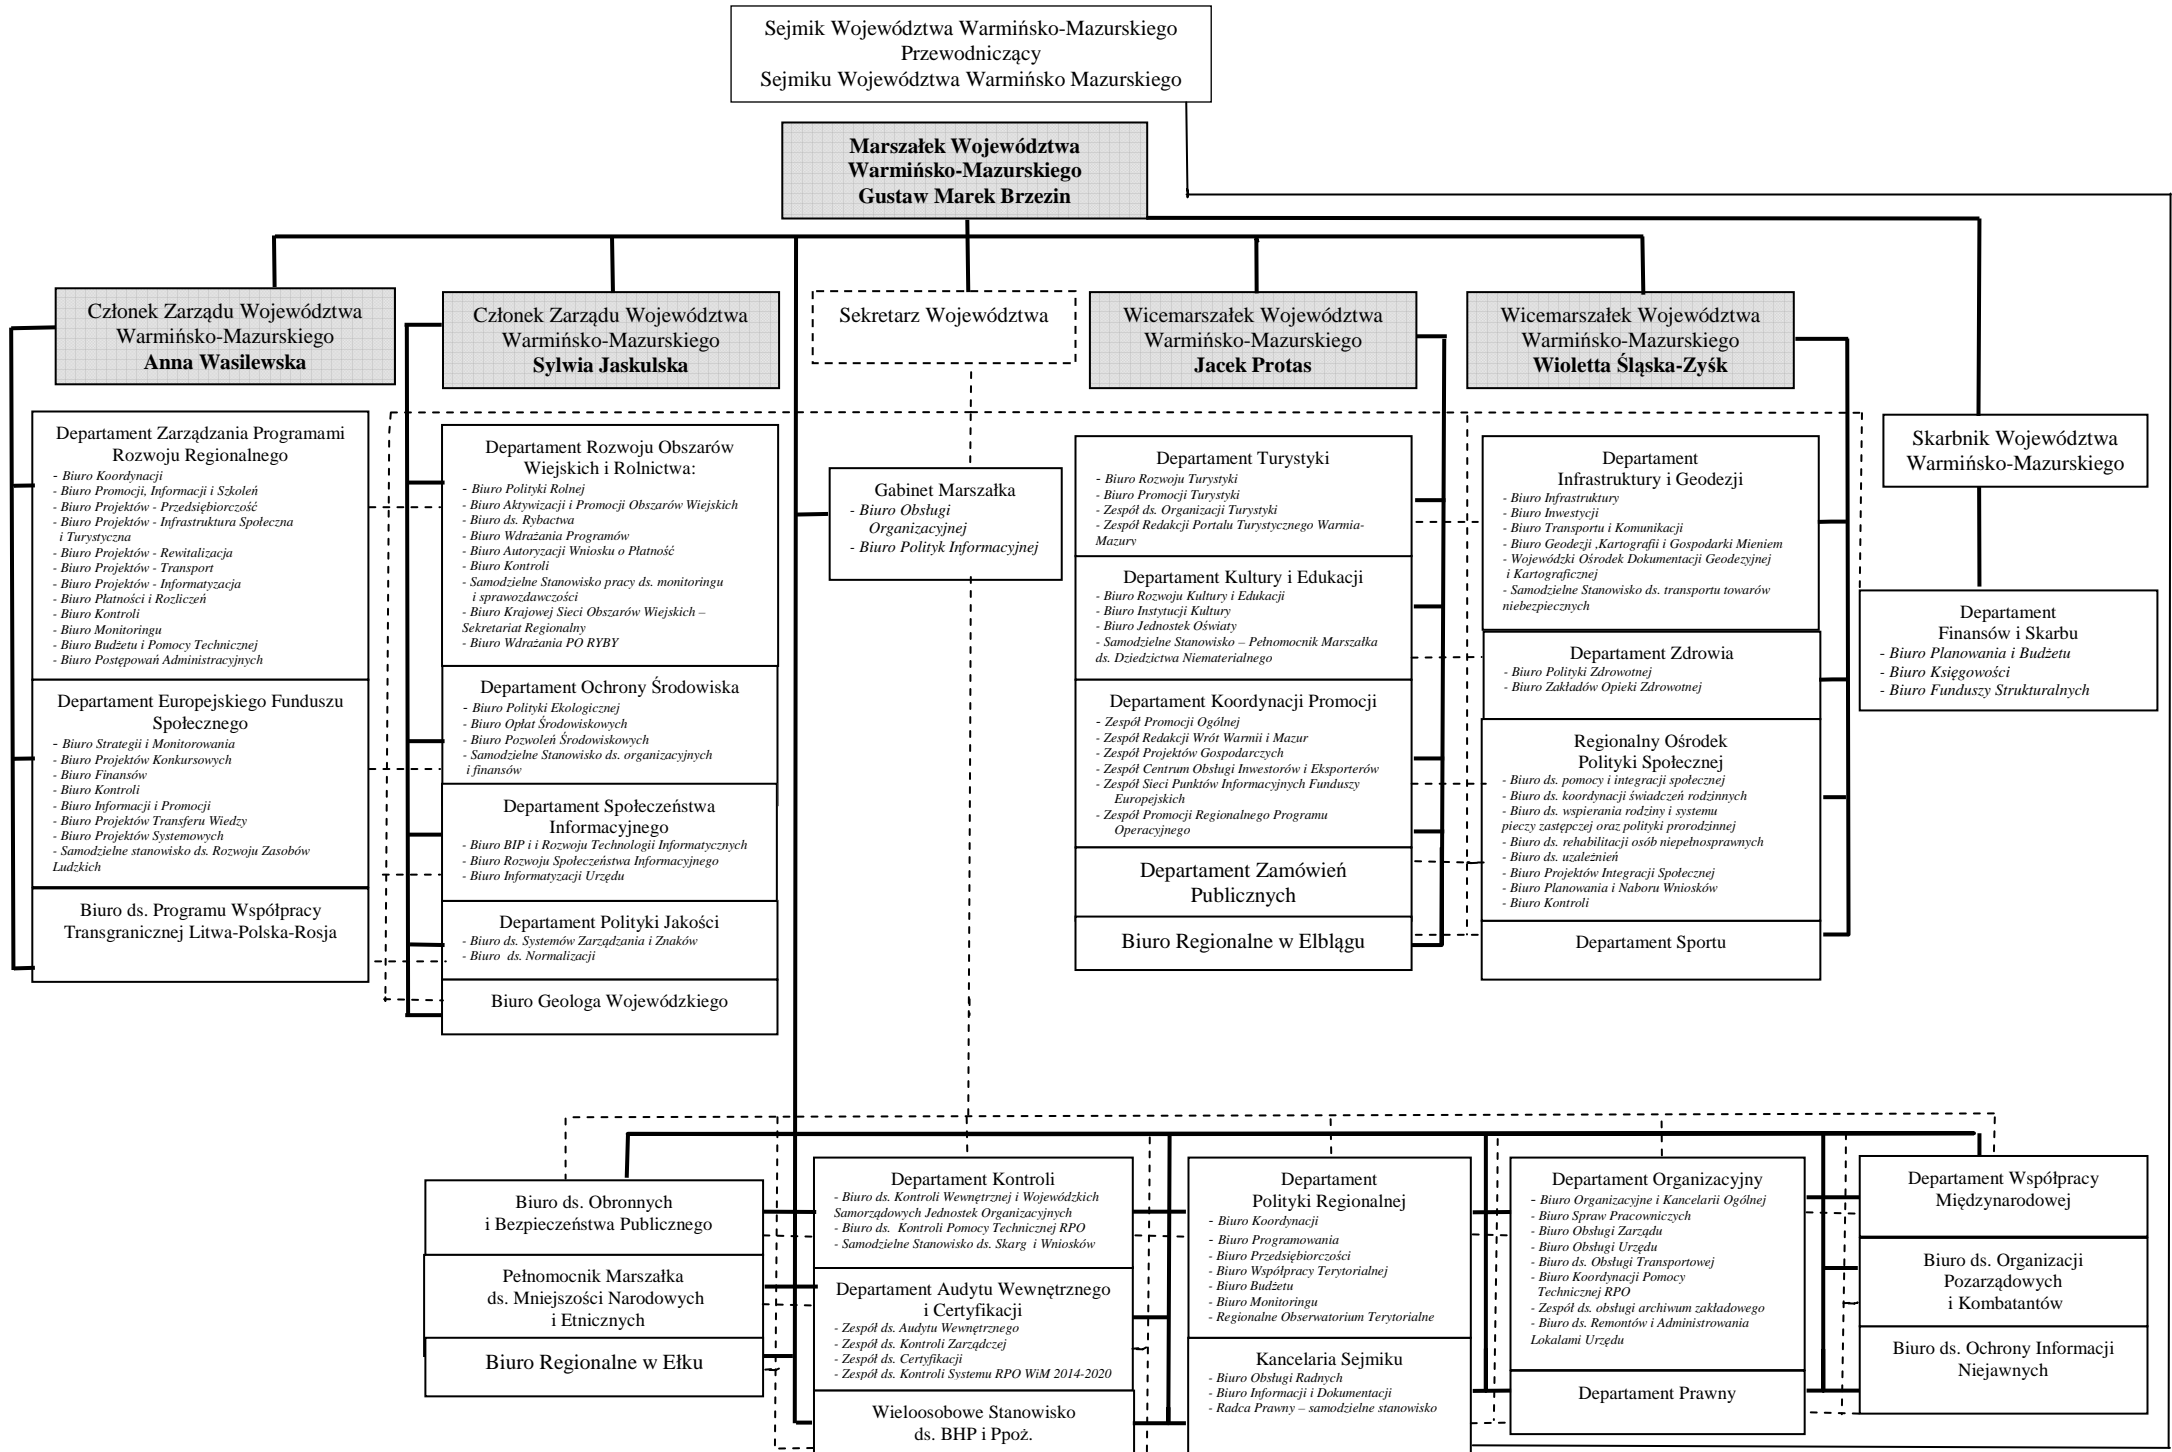 Sejmik Województwa Warmińsko-Mazurskiego
Przewodniczący
Sejmiku Województwa Warmińsko Mazurskiego
Marszałek Województwa
Warmińsko-Mazurskiego
Gustaw Marek Brzezin
Członek Zarządu Województwa
Warmińsko-Mazurskiego
Anna Wasilewska
Członek Zarządu Województwa
Warmińsko-Mazurskiego
Sylwia Jaskulska
Sekretarz Województwa
Wicemarszałek Województwa
Warmińsko-Mazurskiego
Jacek Protas
Wicemarszałek Województwa
Warmińsko-Mazurskiego
Wioletta Śląska-Zyśk
Departament Zarządzania Programami
Rozwoju Regionalnego
- Biuro Koordynacji
- Biuro Promocji, Informacji i Szkoleń
- Biuro Projektów - Przedsiębiorczość
- Biuro Projektów - Infrastruktura Społeczna
i Turystyczna
- Biuro Projektów - Rewitalizacja
- Biuro Projektów - Transport
- Biuro Projektów - Informatyzacja
- Biuro Płatności i Rozliczeń
- Biuro Kontroli
- Biuro Monitoringu
- Biuro Budżetu i Pomocy Technicznej
- Biuro Postępowań Administracyjnych
Departament Europejskiego Funduszu
Społecznego
- Biuro Strategii i Monitorowania
- Biuro Projektów Konkursowych
- Biuro Finansów
- Biuro Kontroli
- Biuro Informacji i Promocji
- Biuro Projektów Transferu Wiedzy
- Biuro Projektów Systemowych
- Samodzielne stanowisko ds. Rozwoju Zasobów
Ludzkich
Biuro ds. Programu Współpracy
Transgranicznej Litwa-Polska-Rosja
Departament Rozwoju Obszarów
Wiejskich i Rolnictwa:
- Biuro Polityki Rolnej
- Biuro Aktywizacji i Promocji Obszarów Wiejskich
- Biuro ds. Rybactwa
- Biuro Wdrażania Programów
- Biuro Autoryzacji Wniosku o Płatność
- Biuro Kontroli
- Samodzielne Stanowisko pracy ds. monitoringu
i sprawozdawczości
- Biuro Krajowej Sieci Obszarów Wiejskich –
Sekretariat Regionalny
- Biuro Wdrażania PO RYBY
Departament Ochrony Środowiska
- Biuro Polityki Ekologicznej
- Biuro Opłat Środowiskowych
- Biuro Pozwoleń Środowiskowych
- Samodzielne Stanowisko ds. organizacyjnych
i finansów
Departament Społeczeństwa
Informacyjnego
- Biuro BIP i i Rozwoju Technologii Informatycznych
- Biuro Rozwoju Społeczeństwa Informacyjnego
- Biuro Informatyzacji Urzędu
Departament Polityki Jakości
- Biuro ds. Systemów Zarządzania i Znaków
- Biuro ds. Normalizacji
Biuro Geologa Wojewódzkiego
Gabinet Marszałka
- Biuro Obsługi
Organizacyjnej
- Biuro Polityk Informacyjnej
Departament Turystyki
- Biuro Rozwoju Turystyki
- Biuro Promocji Turystyki
- Zespół ds. Organizacji Turystyki
- Zespół Redakcji Portalu Turystycznego Warmia-
Mazury
Departament Kultury i Edukacji
- Biuro Rozwoju Kultury i Edukacji
- Biuro Instytucji Kultury
- Biuro Jednostek Oświaty
- Samodzielne Stanowisko – Pełnomocnik Marszałka
ds. Dziedzictwa Niematerialnego
Departament Koordynacji Promocji
- Zespół Promocji Ogólnej
- Zespół Redakcji Wrót Warmii i Mazur
- Zespół Projektów Gospodarczych
- Zespół Centrum Obsługi Inwestorów i Eksporterów
- Zespół Sieci Punktów Informacyjnych Funduszy
Europejskich
- Zespół Promocji Regionalnego Programu
Operacyjnego
Departament Zamówień
Publicznych
Biuro Regionalne w Elblągu
Departament
Infrastruktury i Geodezji
- Biuro Infrastruktury
- Biuro Inwestycji
- Biuro Transportu i Komunikacji
- Biuro Geodezji ,Kartografii i Gospodarki Mieniem
- Wojewódzki Ośrodek Dokumentacji Geodezyjnej
i Kartograficznej
- Samodzielne Stanowisko ds. transportu towarów
niebezpiecznych
Departament Zdrowia
- Biuro Polityki Zdrowotnej
- Biuro Zakładów Opieki Zdrowotnej
Regionalny Ośrodek
Polityki Społecznej
- Biuro ds. pomocy i integracji społecznej
- Biuro ds. koordynacji świadczeń rodzinnych
- Biuro ds. wspierania rodziny i systemu
pieczy zastępczej oraz polityki prorodzinnej
- Biuro ds. rehabilitacji osób niepełnosprawnych
- Biuro ds. uzależnień
- Biuro Projektów Integracji Społecznej
- Biuro Planowania i Naboru Wniosków
- Biuro Kontroli
Departament Sportu
Skarbnik Województwa
Warmińsko-Mazurskiego
Departament
Finansów i Skarbu
- Biuro Planowania i Budżetu
- Biuro Księgowości
- Biuro Funduszy Strukturalnych
Biuro ds. Obronnych
i Bezpieczeństwa Publicznego
Pełnomocnik Marszałka
ds. Mniejszości Narodowych
i Etnicznych
Biuro Regionalne w Ełku
Departament Kontroli
- Biuro ds. Kontroli Wewnętrznej i Wojewódzkich
Samorządowych Jednostek Organizacyjnych
- Biuro ds. Kontroli Pomocy Technicznej RPO
- Samodzielne Stanowisko ds. Skarg i Wniosków
Departament Audytu Wewnętrznego
i Certyfikacji
- Zespół ds. Audytu Wewnętrznego
- Zespół ds. Kontroli Zarządczej
- Zespół ds. Certyfikacji
- Zespół ds. Kontroli Systemu RPO WiM 2014-2020
Wieloosobowe Stanowisko
ds. BHP i Ppoż.
Departament
Polityki Regionalnej
- Biuro Koordynacji
- Biuro Programowania
- Biuro Przedsiębiorczości
- Biuro Współpracy Terytorialnej
- Biuro Budżetu
- Biuro Monitoringu
- Regionalne Obserwatorium Terytorialne
Kancelaria Sejmiku
- Biuro Obsługi Radnych
- Biuro Informacji i Dokumentacji
- Radca Prawny – samodzielne stanowisko
Departament Organizacyjny
- Biuro Organizacyjne i Kancelarii Ogólnej
- Biuro Spraw Pracowniczych
- Biuro Obsługi Zarządu
- Biuro Obsługi Urzędu
- Biuro ds. Obsługi Transportowej
- Biuro Koordynacji Pomocy
Technicznej RPO
- Zespół ds. obsługi archiwum zakładowego
- Biuro ds. Remontów i Administrowania
Lokalami Urzędu
Departament Prawny
Departament Współpracy
Międzynarodowej
Biuro ds. Organizacji
Pozarządowych
i Kombatantów
Biuro ds. Ochrony Informacji
Niejawnych